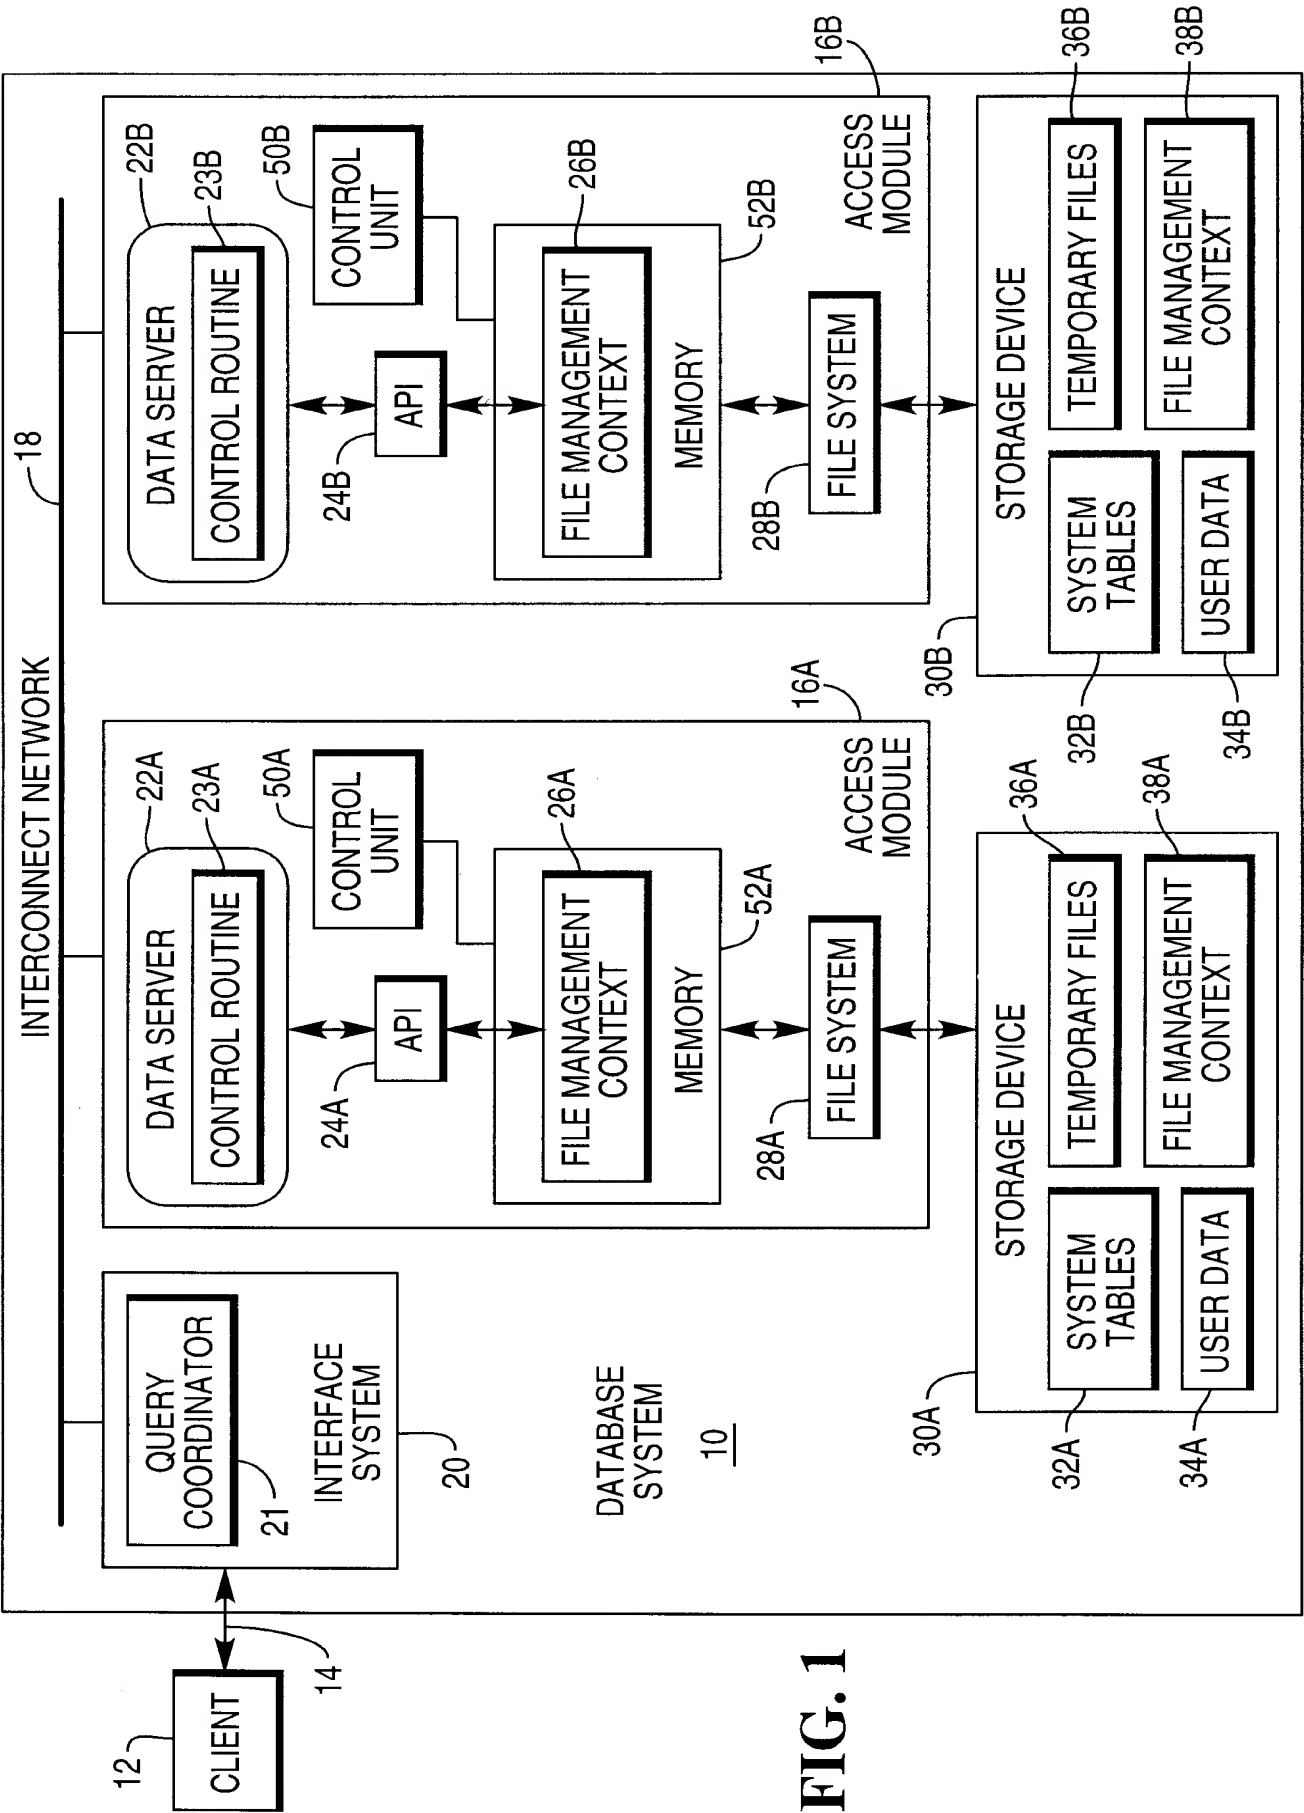 INTERCONNECT NETWORK
18
CLIENT
12
14
QUERY
COORDINATOR
21
INTERFACE
SYSTEM
20
DATABASE
SYSTEM
10
DATA SERVER
22A
CONTROL ROUTINE
23A
API
24A
CONTROL
UNIT
50A
FILE MANAGEMENT
CONTEXT
26A
MEMORY
52A
FILE SYSTEM
28A
ACCESS
MODULE
16A
STORAGE DEVICE
30A
SYSTEM
TABLES
32A
TEMPORARY FILES
36A
USER DATA
34A
FILE MANAGEMENT
CONTEXT
38A
DATA SERVER
22B
CONTROL ROUTINE
23B
API
24B
CONTROL
UNIT
50B
FILE MANAGEMENT
CONTEXT
26B
MEMORY
52B
FILE SYSTEM
28B
ACCESS
MODULE
16B
STORAGE DEVICE
30B
SYSTEM
TABLES
32B
TEMPORARY FILES
36B
USER DATA
34B
FILE MANAGEMENT
CONTEXT
38B
FIG. 1